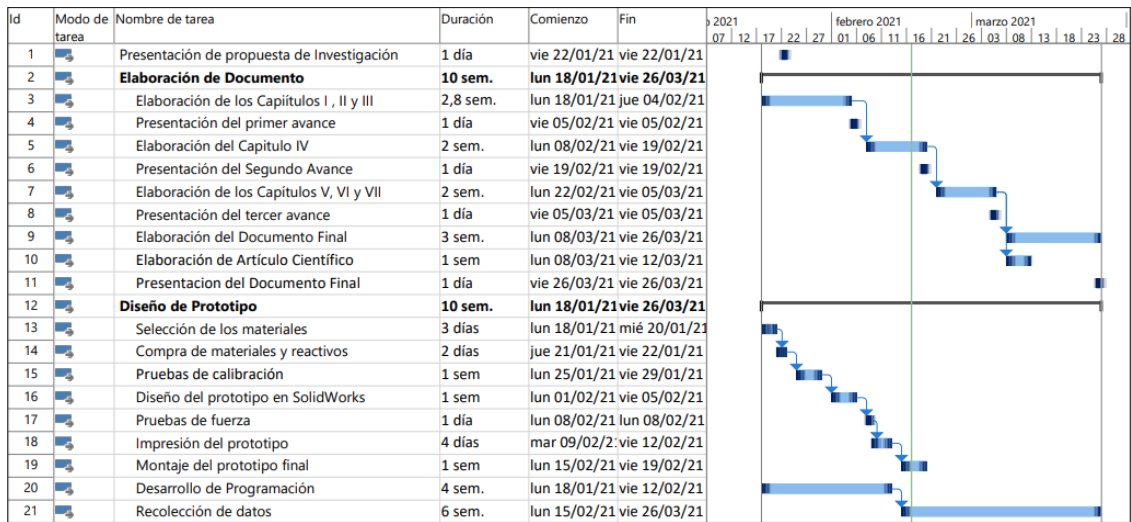 Id Modo de tarea Nombre de tarea Duración Comienzo Fin
o 2021 febrero 2021 marzo 2021
07 12 17 22 27 01 06 11 16 21 26 03 08 13 18 23 28
1 Presentación de propuesta de Investigación 1 día vie 22/01/21 vie 22/01/21
2 Elaboración de Documento 10 sem. lun 18/01/21 vie 26/03/21
3 Elaboración de los Capiítulos I , II y III 2,8 sem. lun 18/01/21 jue 04/02/21
4 Presentación del primer avance 1 día vie 05/02/21 vie 05/02/21
5 Elaboración del Capitulo IV 2 sem. lun 08/02/21 vie 19/02/21
6 Presentación del Segundo Avance 1 día vie 19/02/21 vie 19/02/21
7 Elaboración de los Capítulos V, VI y VII 2 sem. lun 22/02/21 vie 05/03/21
8 Presentación del tercer avance 1 día vie 05/03/21 vie 05/03/21
9 Elaboración del Documento Final 3 sem. lun 08/03/21 vie 26/03/21
10 Elaboración de Artículo Científico 1 sem lun 08/03/21 vie 12/03/21
11 Presentacion del Documento Final 1 día vie 26/03/21 vie 26/03/21
12 Diseño de Prototipo 10 sem. lun 18/01/21 vie 26/03/21
13 Selección de los materiales 3 días lun 18/01/21 mié 20/01/21
14 Compra de materiales y reactivos 2 días jue 21/01/21 vie 22/01/21
15 Pruebas de calibración 1 sem lun 25/01/21 vie 29/01/21
16 Diseño del prototipo en SolidWorks 1 sem lun 01/02/21 vie 05/02/21
17 Pruebas de fuerza 1 día lun 08/02/21 lun 08/02/21
18 Impresión del prototipo 4 días mar 09/02/21 vie 12/02/21
19 Montaje del prototipo final 1 sem lun 15/02/21 vie 19/02/21
20 Desarrollo de Programación 4 sem. lun 18/01/21 vie 12/02/21
21 Recolección de datos 6 sem. lun 15/02/21 vie 26/03/21